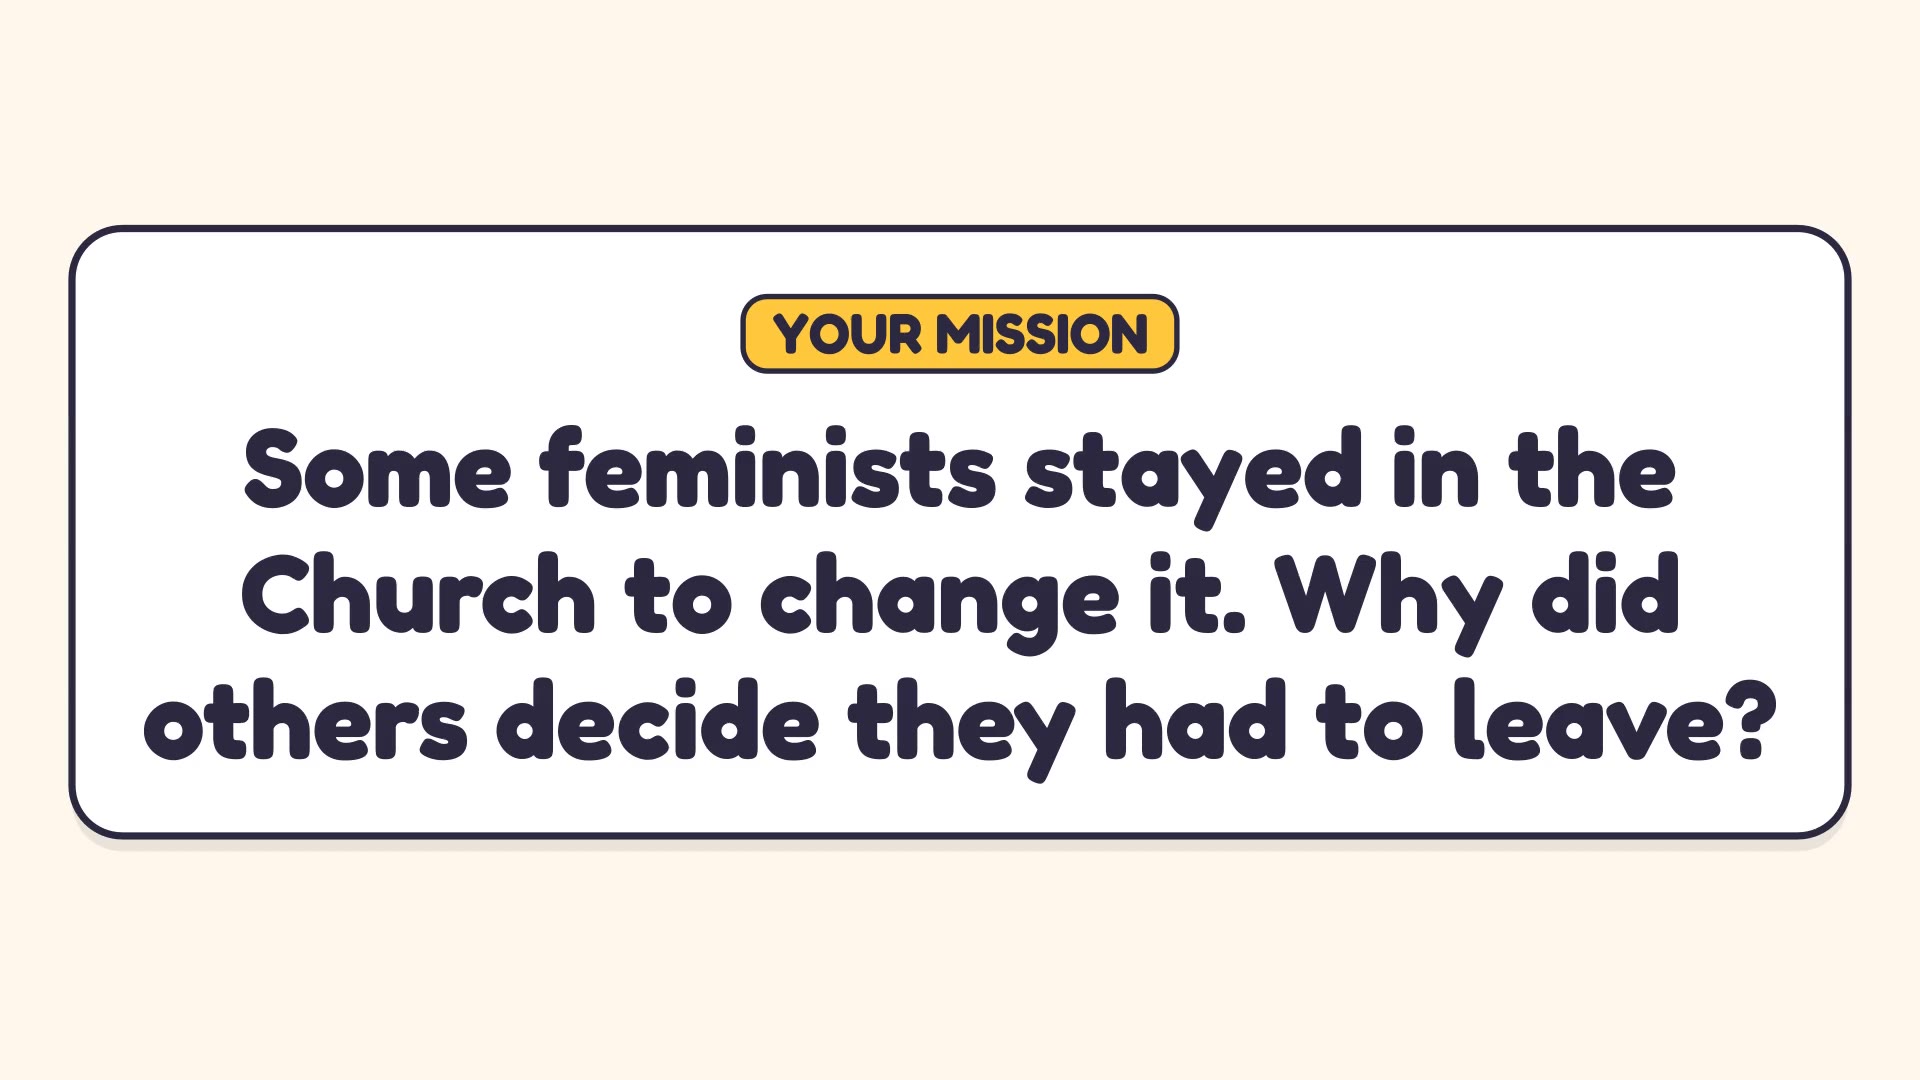 YOUR MISSION
Some feminists stayed in the
Church to change it. Why did
others decide they had to leave?